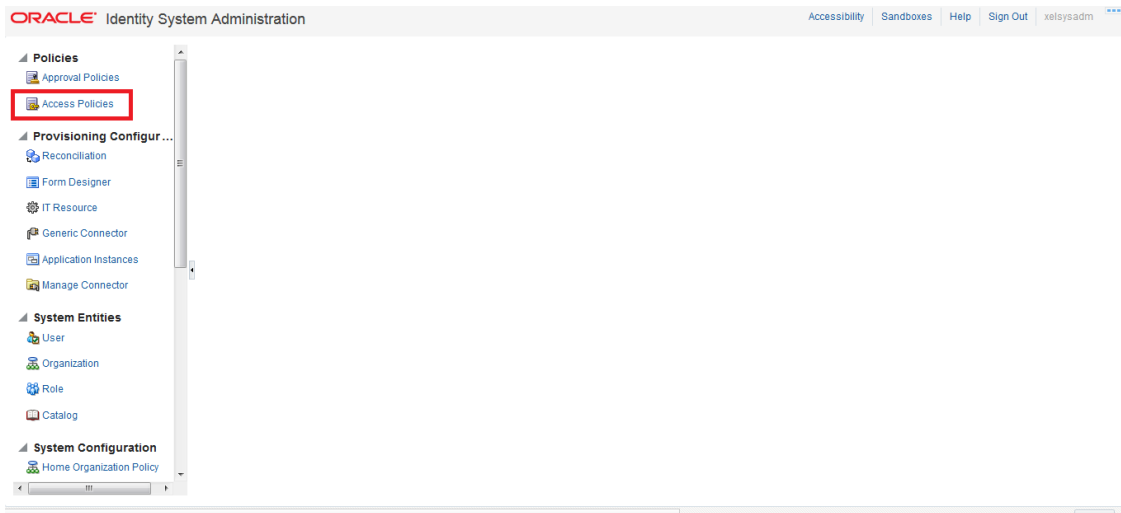 ORACLE Identity System Administration
Accessibility Sandboxes Help Sign Out xelsysadm
Policies
Approval Policies
Access Policies
Provisioning Configur...
Reconciliation
Form Designer
IT Resource
Generic Connector
Application Instances
Manage Connector
System Entities
User
Organization
Role
Catalog
System Configuration
Home Organization Policy